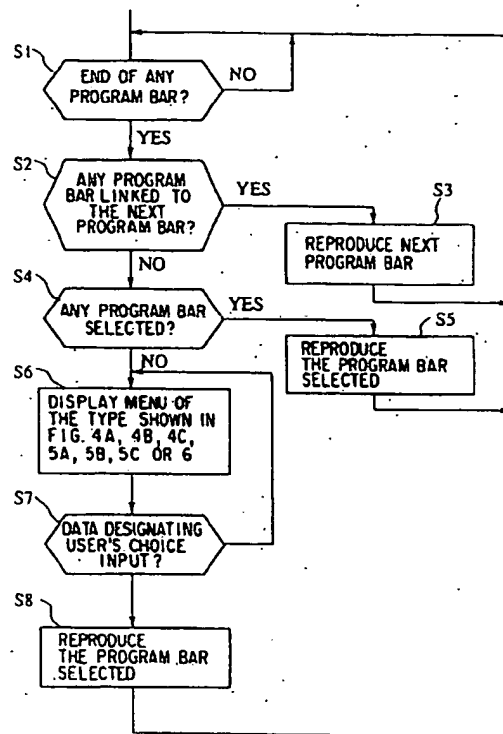 S1
END OF ANY
PROGRAM BAR?
NO
YES
S2
ANY PROGRAM
BAR LINKED TO
THE NEXT
PROGRAM BAR?
YES
S3
REPRODUCE NEXT
PROGRAM BAR
NO
S4
ANY PROGRAM BAR
SELECTED?
YES
S5
REPRODUCE
THE PROGRAM BAR
SELECTED
NO
S6
DISPLAY MENU OF
THE TYPE SHOWN IN
FIG. 4A, 4B, 4C,
5A, 5B, 5C OR 6
S7
DATA DESIGNATING
USER'S CHOICE
INPUT?
S8
REPRODUCE
THE PROGRAM BAR
SELECTED